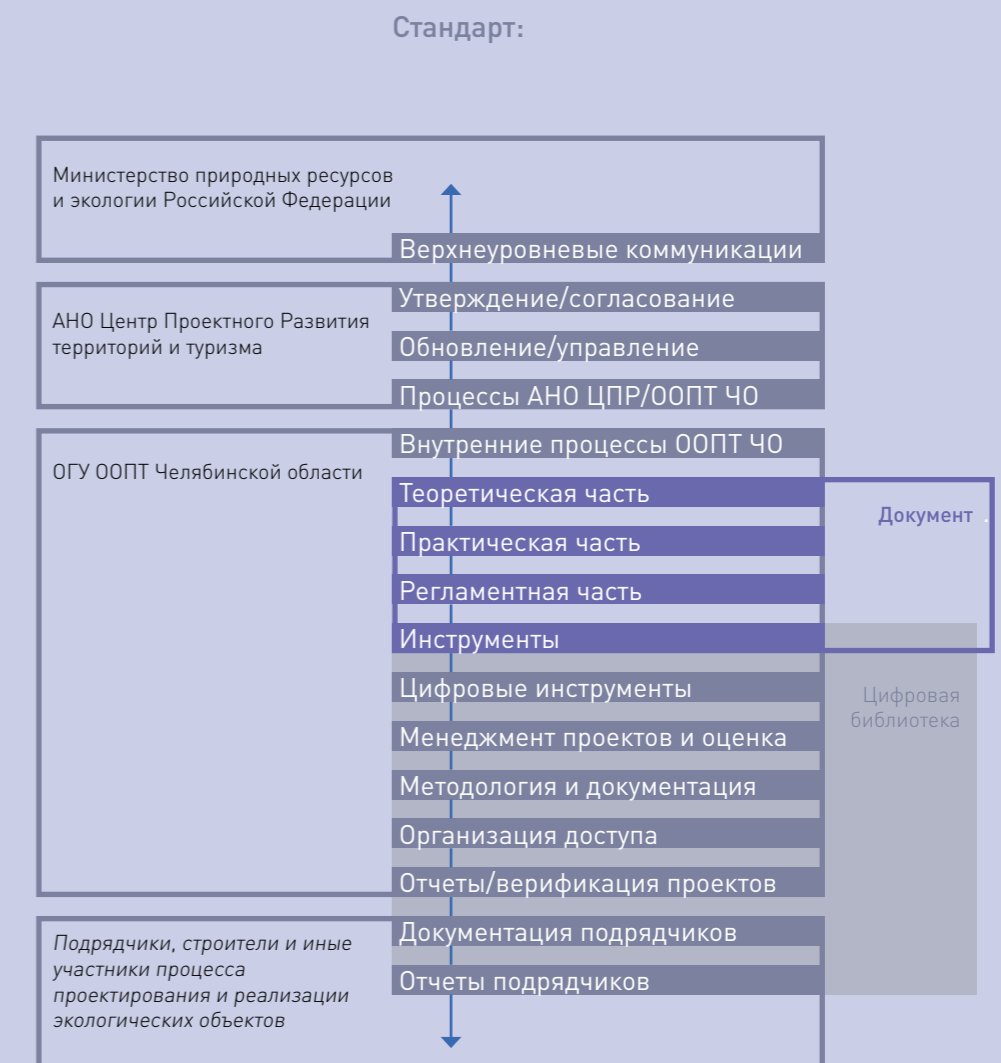 Стандарт:
Министерство природных ресурсов
и экологии Российской Федерации
Верхнеуровневые коммуникации
АНО Центр Проектного Развития
территорий и туризма
Утверждение/согласование
Обновление/управление
Процессы АНО ЦПР/ООПТ ЧО
ОГУ ООПТ Челябинской области
Внутренние процессы ООПТ ЧО
Теоретическая часть
Практическая часть
Регламентная часть
Инструменты
Документ .
Цифровые инструменты
Менеджмент проектов и оценка
Методология и документация
Организация доступа
Отчеты/верификация проектов
Цифровая
библиотека
Подрядчики, строители и иные
участники процесса
проектирования и реализации
экологических объектов
Документация подрядчиков
Отчеты подрядчиков